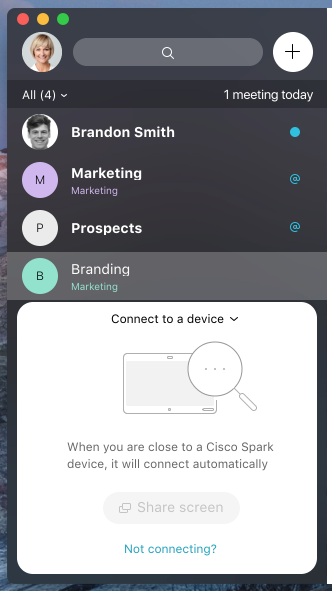 All (4)
1 meeting today
Brandon Smith
M
Marketing
@
Marketing
P
Prospects
@
B
Branding
Marketing
Connect to a device
When you are close to a Cisco Spark
device, it will connect automatically
Share screen
Not connecting?